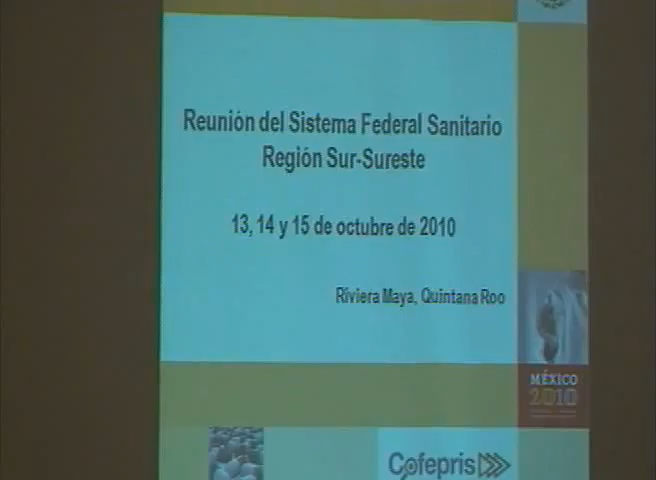 Reunión del Sistema Federal Sanitario
Región Sur-Sureste
13, 14 y 15 de octubre de 2010
Riviera Maya, Quintana Roo
MÉXICO
2010
Cofepris